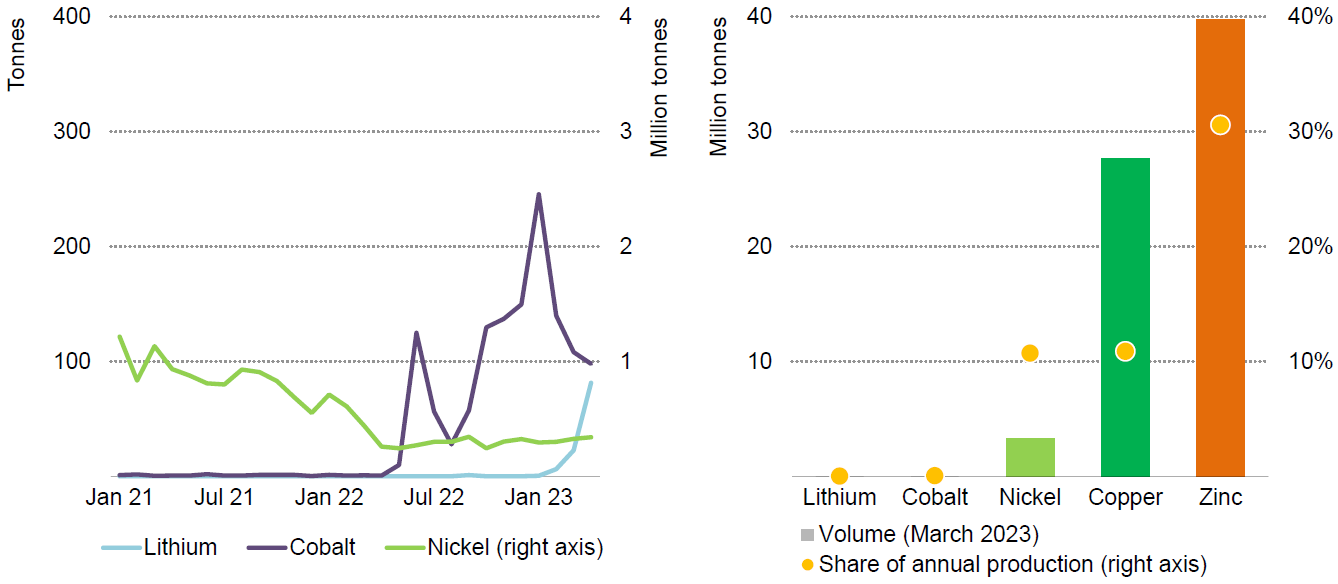 Tonnes
400
300
200
100
Million tonnes
4
3
2
1
Jan 21 Jul 21 Jan 22 Jul 22 Jan 23
Lithium Cobalt Nickel (right axis)
Million tonnes
40
30
20
10
40%
30%
20%
10%
Lithium Cobalt Nickel Copper Zinc
Volume (March 2023)
Share of annual production (right axis)